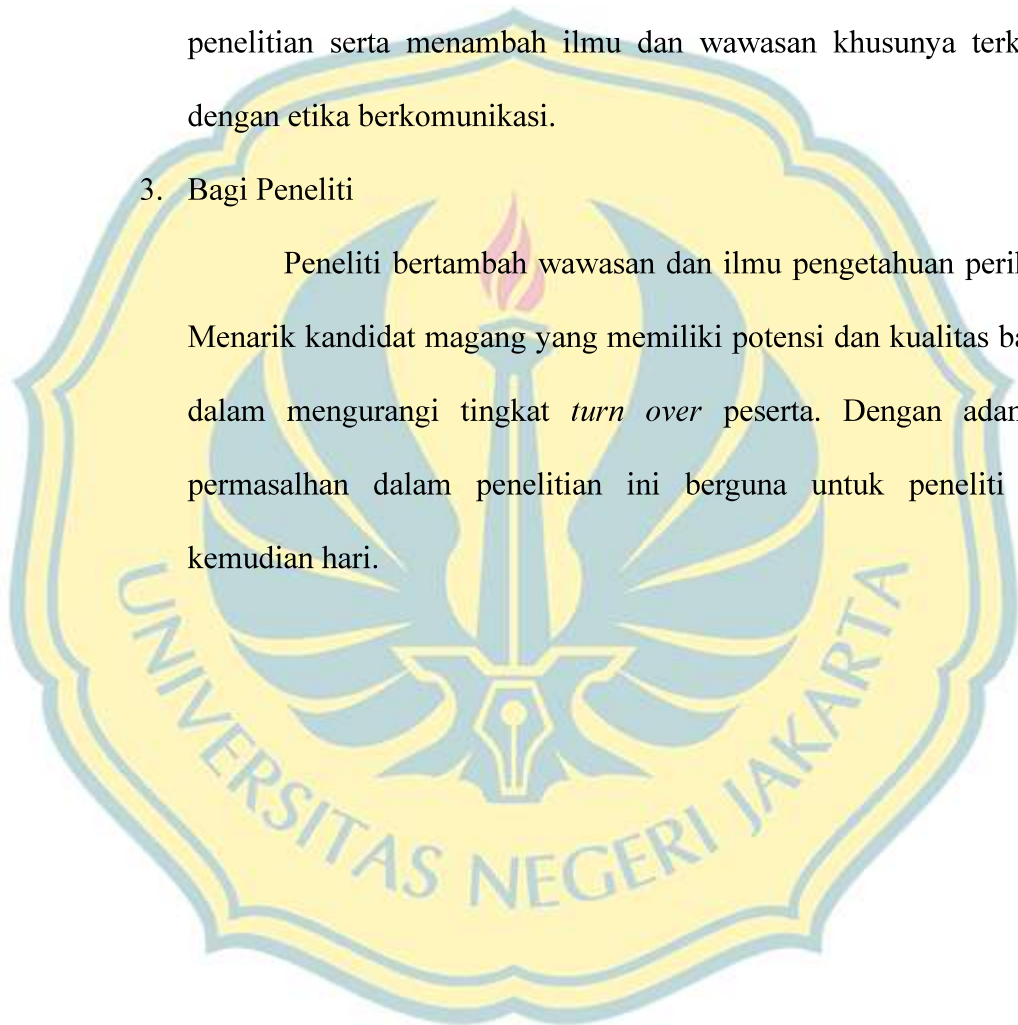 penelitian serta menambah ilmu dan wawasan khusunya terk
dengan etika berkomunikasi.
3. Bagi Peneliti
Peneliti bertambah wawasan dan ilmu pengetahuan peril
Menarik kandidat magang yang memiliki potensi dan kualitas ba
dalam mengurangi tingkat turn over peserta. Dengan adan
permasalhan dalam penelitian ini berguna untuk peneliti
kemudian hari.
UNIVERSITAS NEGERI JAKARTA